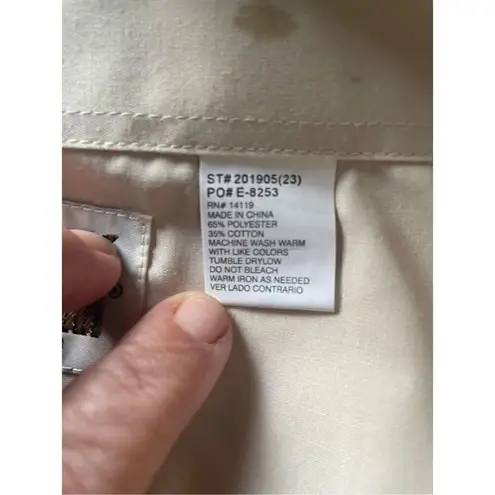 ST# 201905(23)
PO# E-8253
RN# 14119
MADE IN CHINA
65% POLYESTER
35% COTTON
MACHINE WASH WARM
WITH LIKE COLORS
TUMBLE DRYLOW
DO NOT BLEACH
WARM IRON AS NEEDED
VER LADO CONTRARIO
®